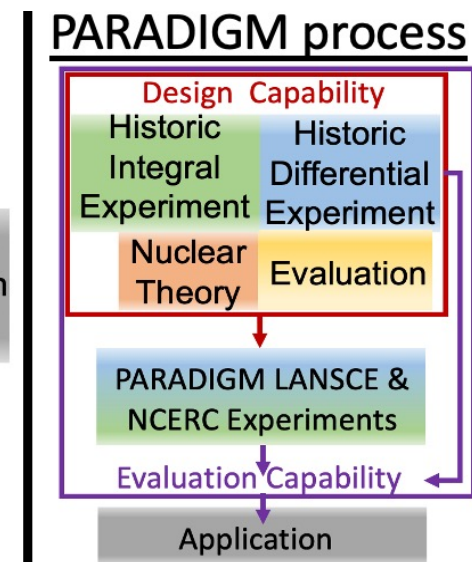 PARADIGM process
Design Capability
Historic
Integral
Experiment
Historic
Differential
Experiment
Nuclear
Theory
Evaluation
PARADIGM LANSCE &
NCERC Experiments
Evaluation Capability
Application